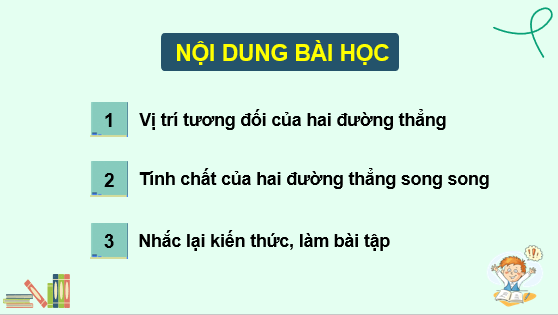 NỘI DUNG BÀI HỌC
1 Vị trí tương đối của hai đường thẳng
2 Tính chất của hai đường thẳng song song
3 Nhắc lại kiến thức, làm bài tập